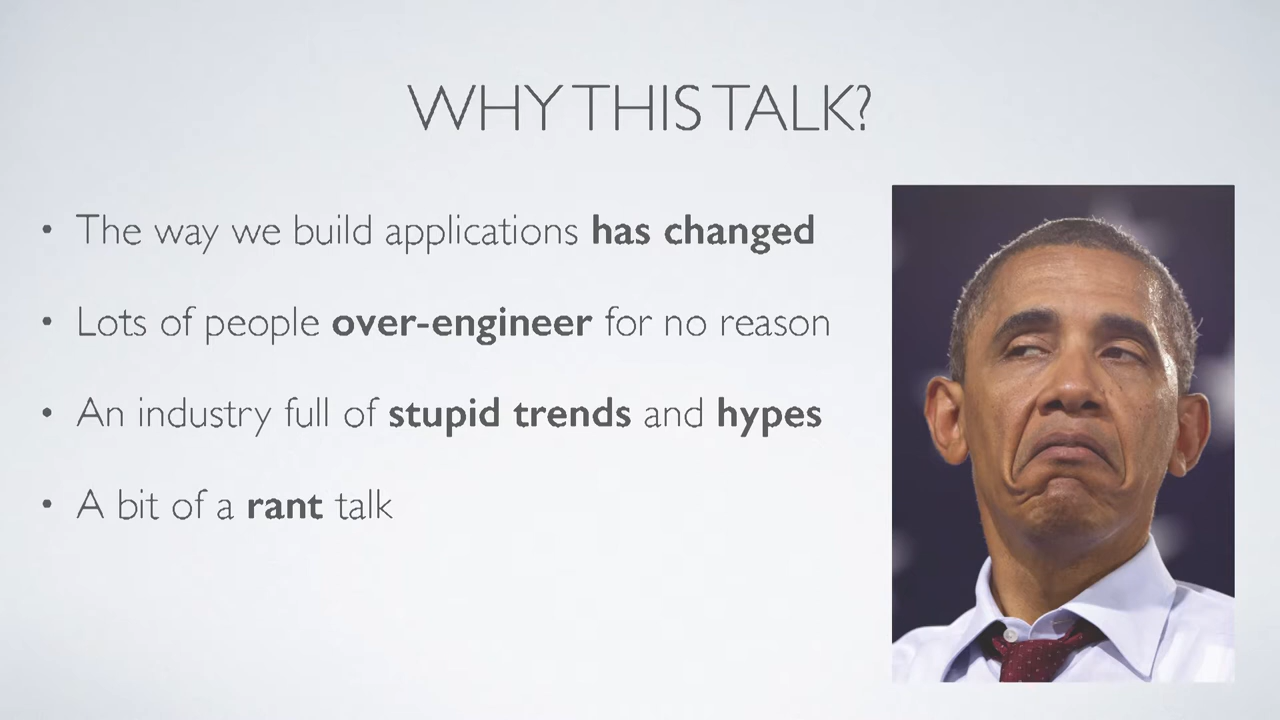 WHY THIS TALK?
• The way we build applications has changed
• Lots of people over-engineer for no reason
• An industry full of stupid trends and hypes
• A bit of a rant talk